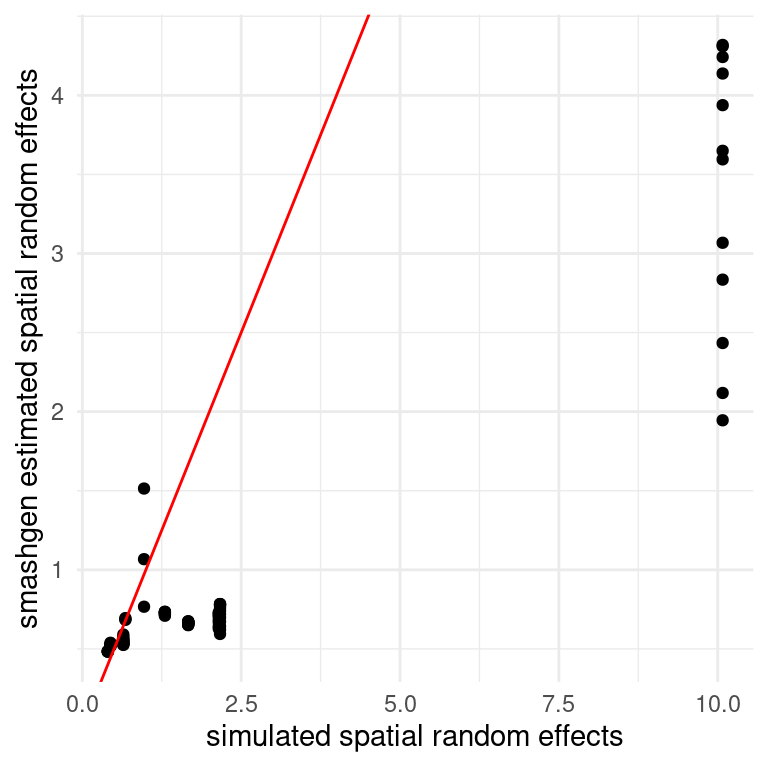 smashgen estimated spatial random effects
4
3
2
1
0.0 2.5 5.0 7.5 10.0
simulated spatial random effects